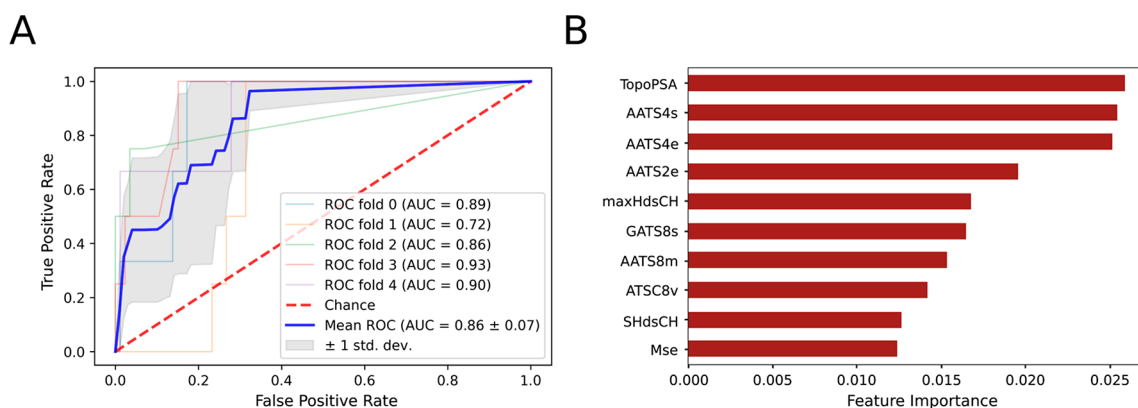 A
True Positive Rate
1.0
0.8
0.6
0.4
0.2
0.0
0.0
0.2
0.4
0.6
0.8
1.0
False Positive Rate
ROC fold 0 (AUC = 0.89)
ROC fold 1 (AUC = 0.72)
ROC fold 2 (AUC = 0.86)
ROC fold 3 (AUC = 0.93)
ROC fold 4 (AUC = 0.90)
Chance
Mean ROC (AUC = 0.86 ± 0.07)
± 1 std. dev.
B
TopoPSA
AATS4s
AATS4e
AATS2e
maxHdsCH
GATS8s
AATS8m
ATSC8v
SHdsCH
Mse
0.000
0.005
0.010
0.015
0.020
0.025
Feature Importance